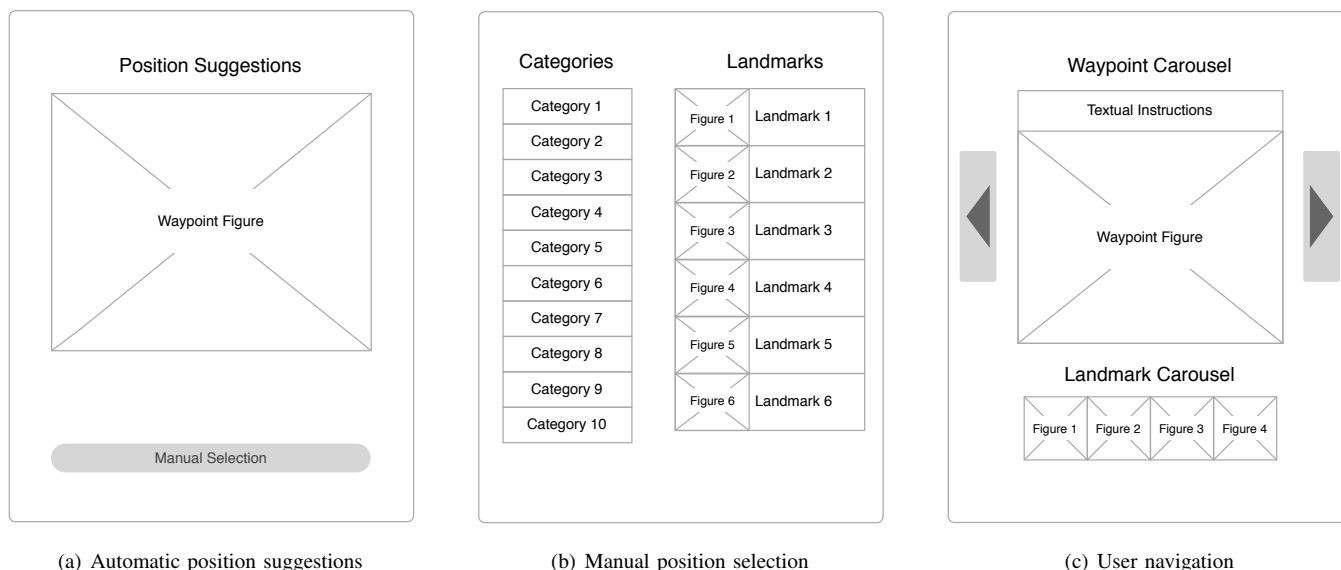 Position Suggestions
Waypoint Figure
Manual Selection
(a) Automatic position suggestions
Categories
Category 1
Category 2
Category 3
Category 4
Category 5
Category 6
Category 7
Category 8
Category 9
Category 10
Landmarks
Figure 1 Landmark 1
Figure 2 Landmark 2
Figure 3 Landmark 3
Figure 4 Landmark 4
Figure 5 Landmark 5
Figure 6 Landmark 6
(b) Manual position selection
Waypoint Carousel
Textual Instructions
Waypoint Figure
Landmark Carousel
Figure 1 Figure 2 Figure 3 Figure 4
(c) User navigation